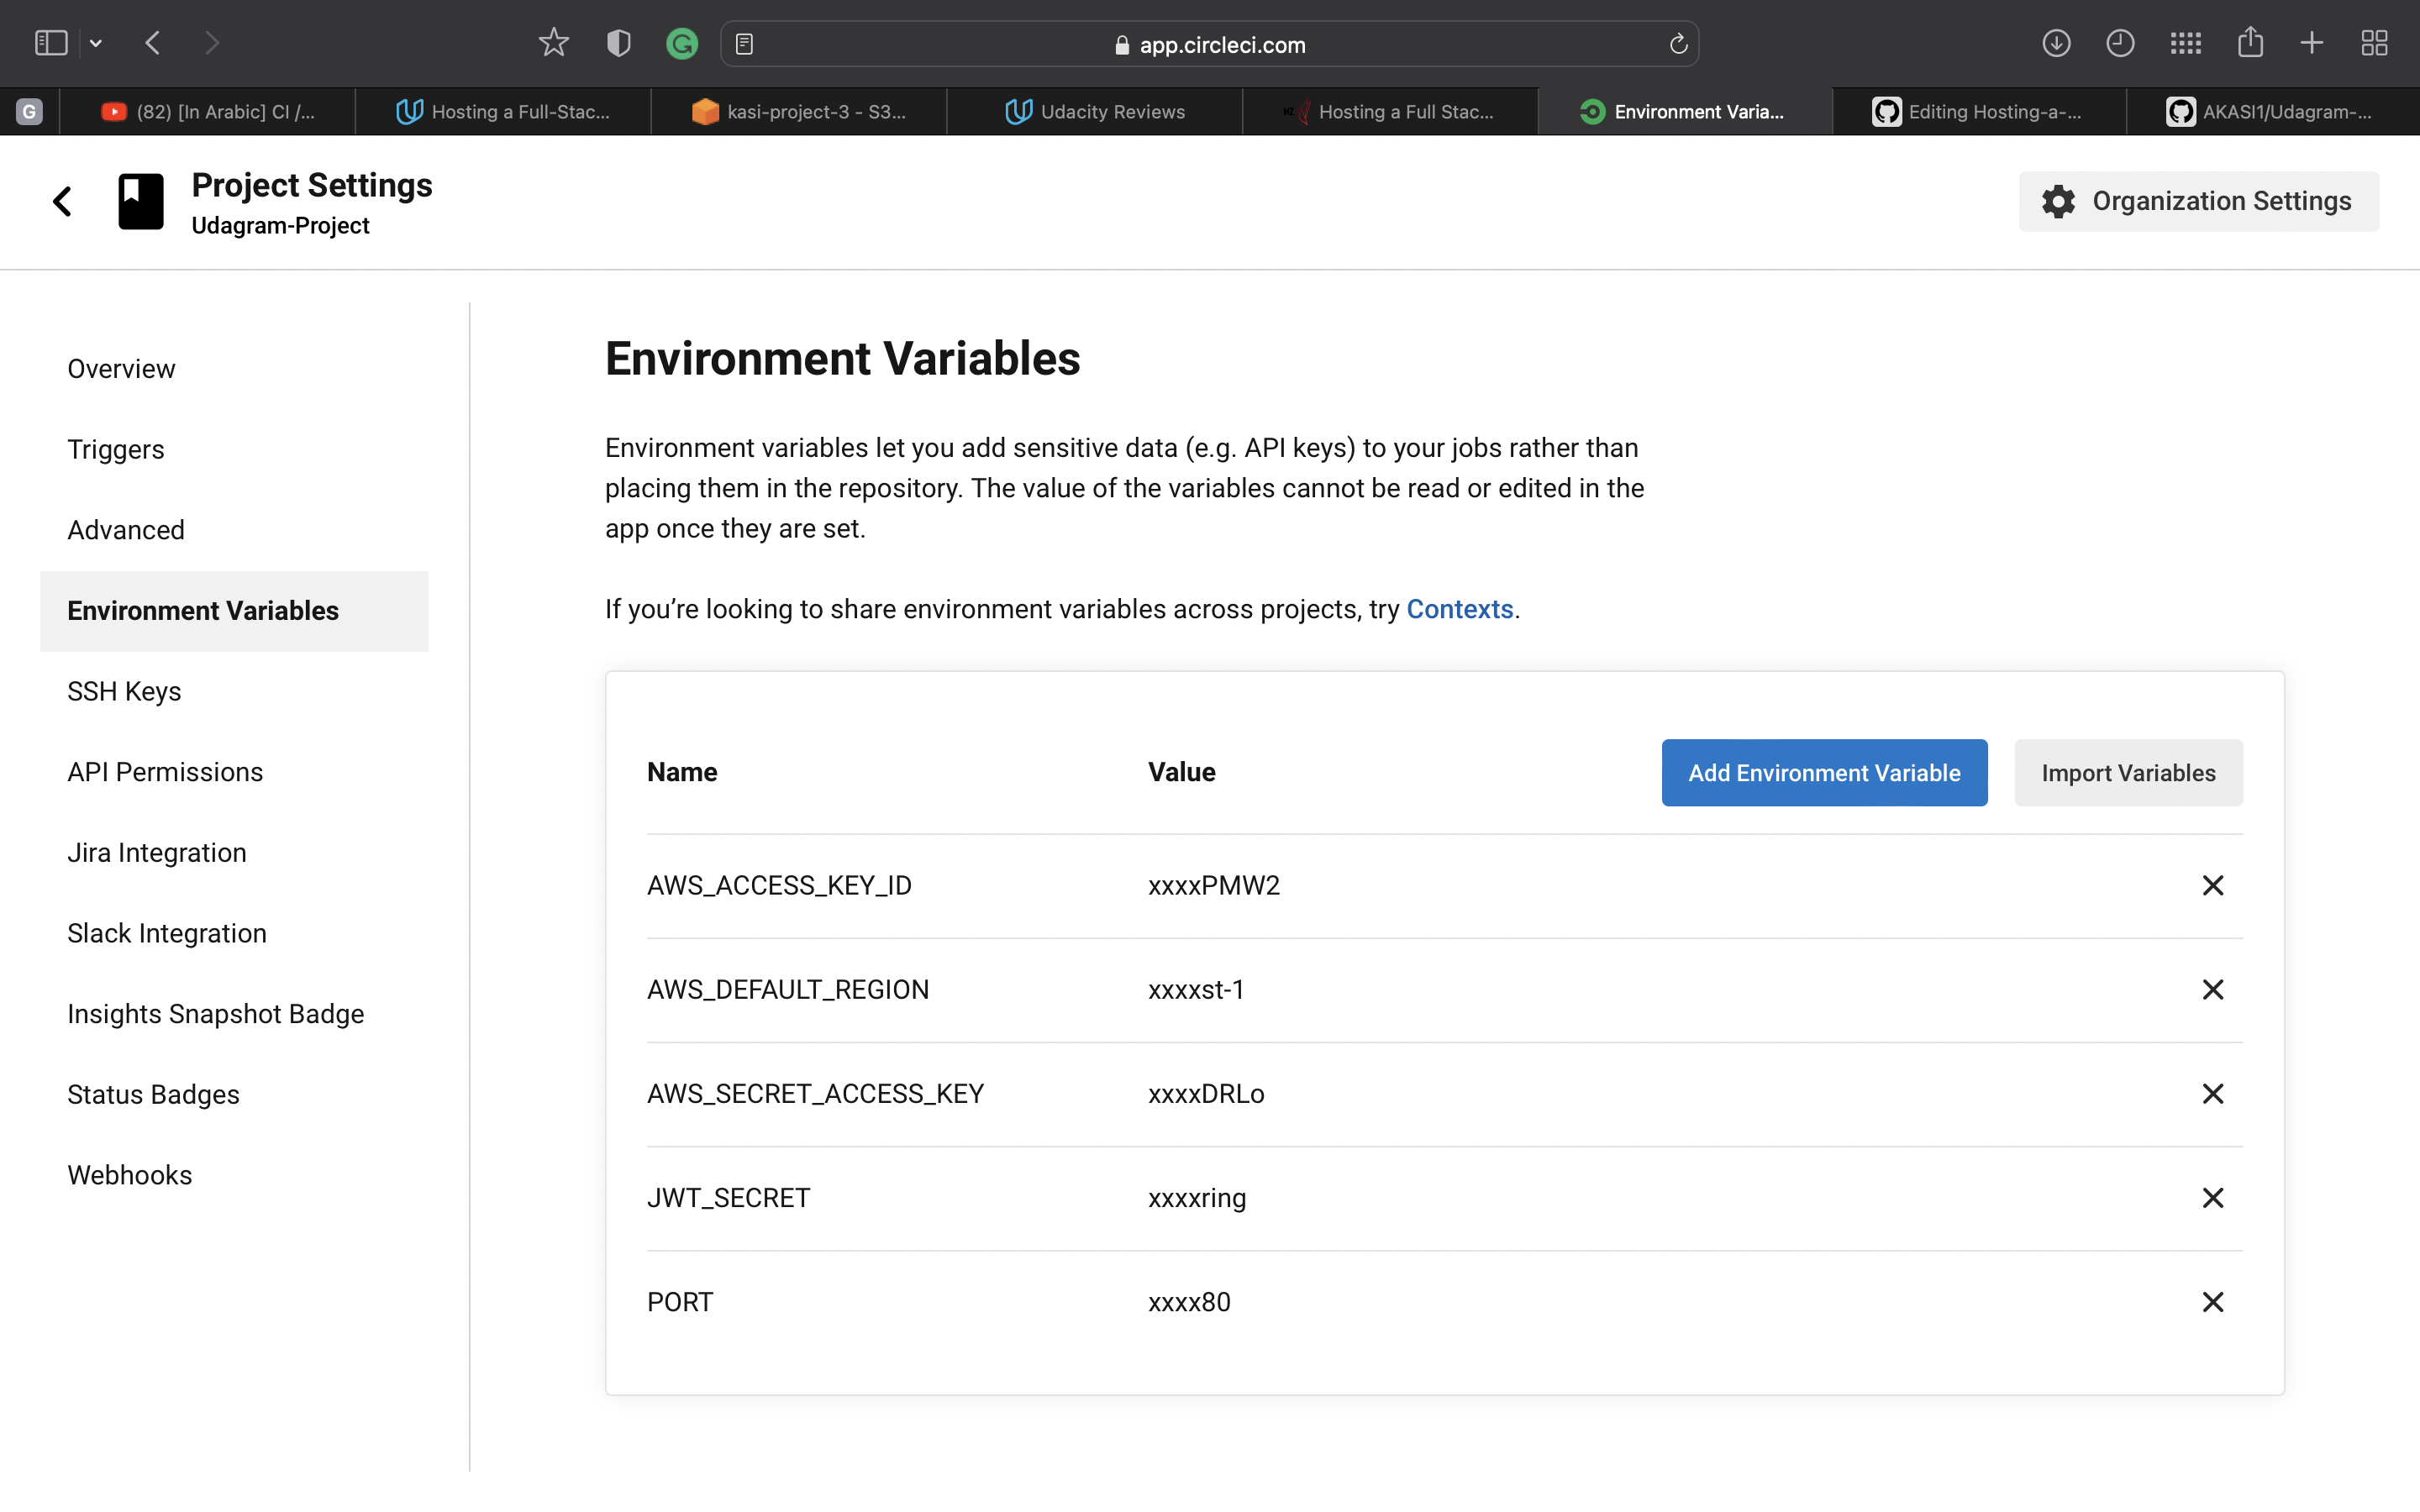 app.circleci.com
G
(82) [In Arabic] CI /...
Hosting a Full-Stac...
kasi-project-3 - S3...
Udacity Reviews
Hosting a Full Stac...
Environment Varia...
Editing Hosting-a-...
AKASI1/Udagram-...
Project Settings
Udagram-Project
Organization Settings
Overview
Triggers
Advanced
Environment Variables
SSH Keys
API Permissions
Jira Integration
Slack Integration
Insights Snapshot Badge
Status Badges
Webhooks
Environment Variables
Environment variables let you add sensitive data (e.g. API keys) to your jobs rather than
placing them in the repository. The value of the variables cannot be read or edited in the
app once they are set.
If you’re looking to share environment variables across projects, try Contexts.
Name Value Add Environment Variable Import Variables
AWS_ACCESS_KEY_ID xxxxPMW2
AWS_DEFAULT_REGION xxxxst-1
AWS_SECRET_ACCESS_KEY xxxxDRLo
JWT_SECRET xxxxring
PORT xxxx80